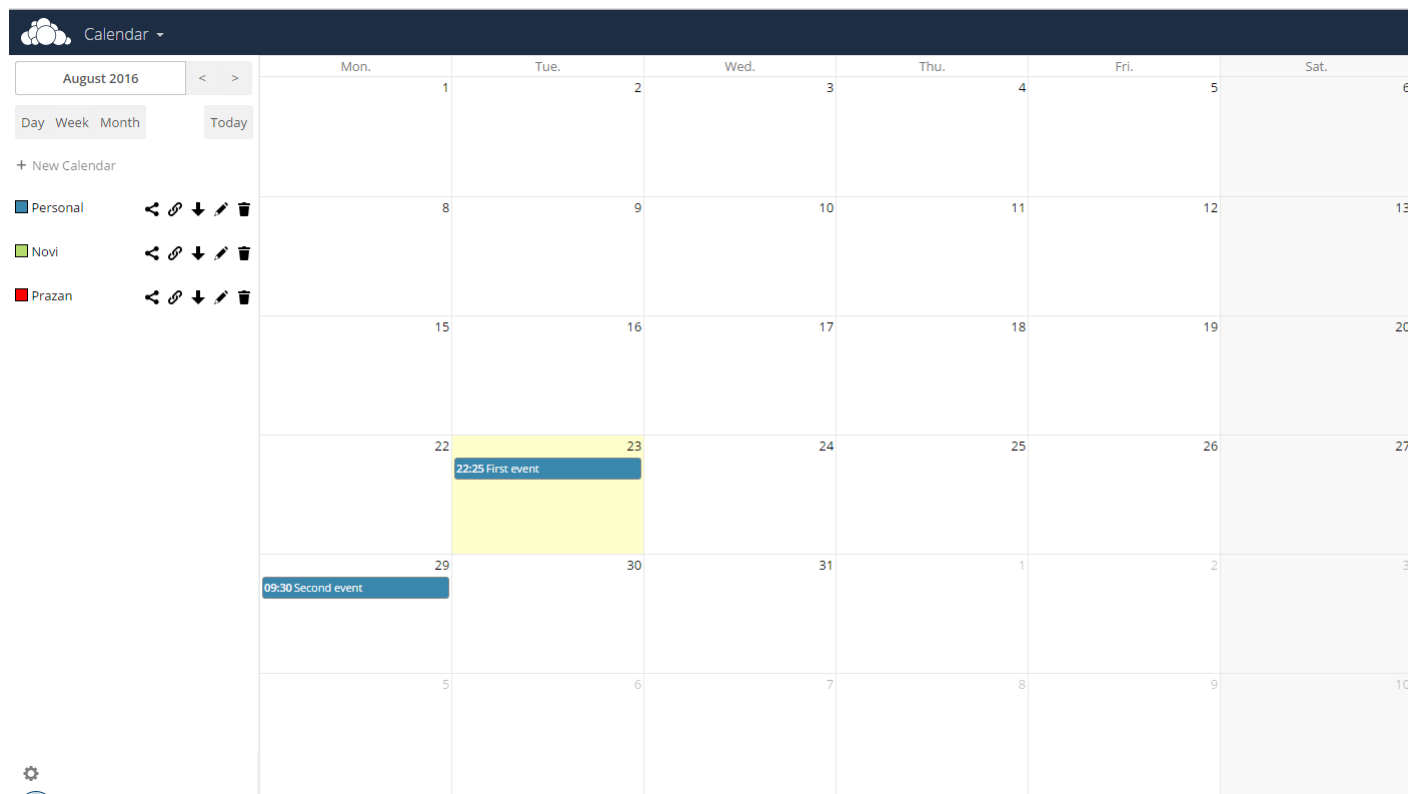 Calendar
August 2016 < >
Day Week Month Today
+ New Calendar
Personal
Novi
Prazan
Mon. Tue. Wed. Thu. Fri. Sat.
1 2 3 4 5 6
8 9 10 11 12 13
15 16 17 18 19 20
22 23 24 25 26 27
22:25 First event
29 30 31 1 2 3
09:30 Second event
5 6 7 8 9 10